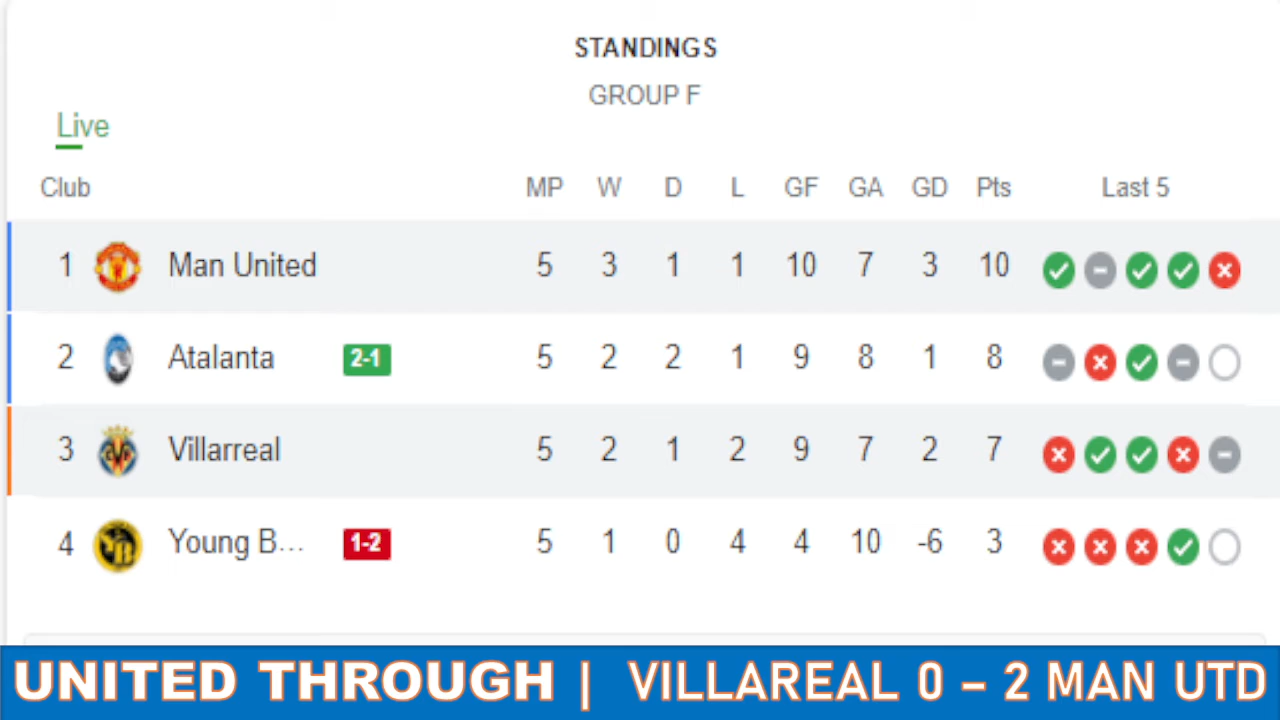 STANDINGS
GROUP F
Live
Club MP W D L GF GA GD Pts Last 5
1 Man United 5 3 1 1 10 7 3 10
2 Atalanta 2-1 5 2 2 1 9 8 1 8
3 Villarreal 5 2 1 2 9 7 2 7
4 Young B... 1-2 5 1 0 4 4 10 -6 3
UNITED THROUGH | VILLAREAL 0 – 2 MAN UTD